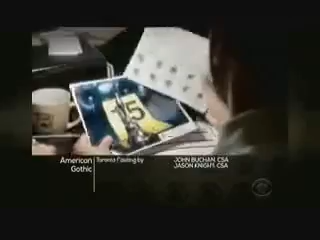 15
American
Gothic
Toronto Casting by
JOHN BUCHAN, CSA
JASON KNIGHT, CSA